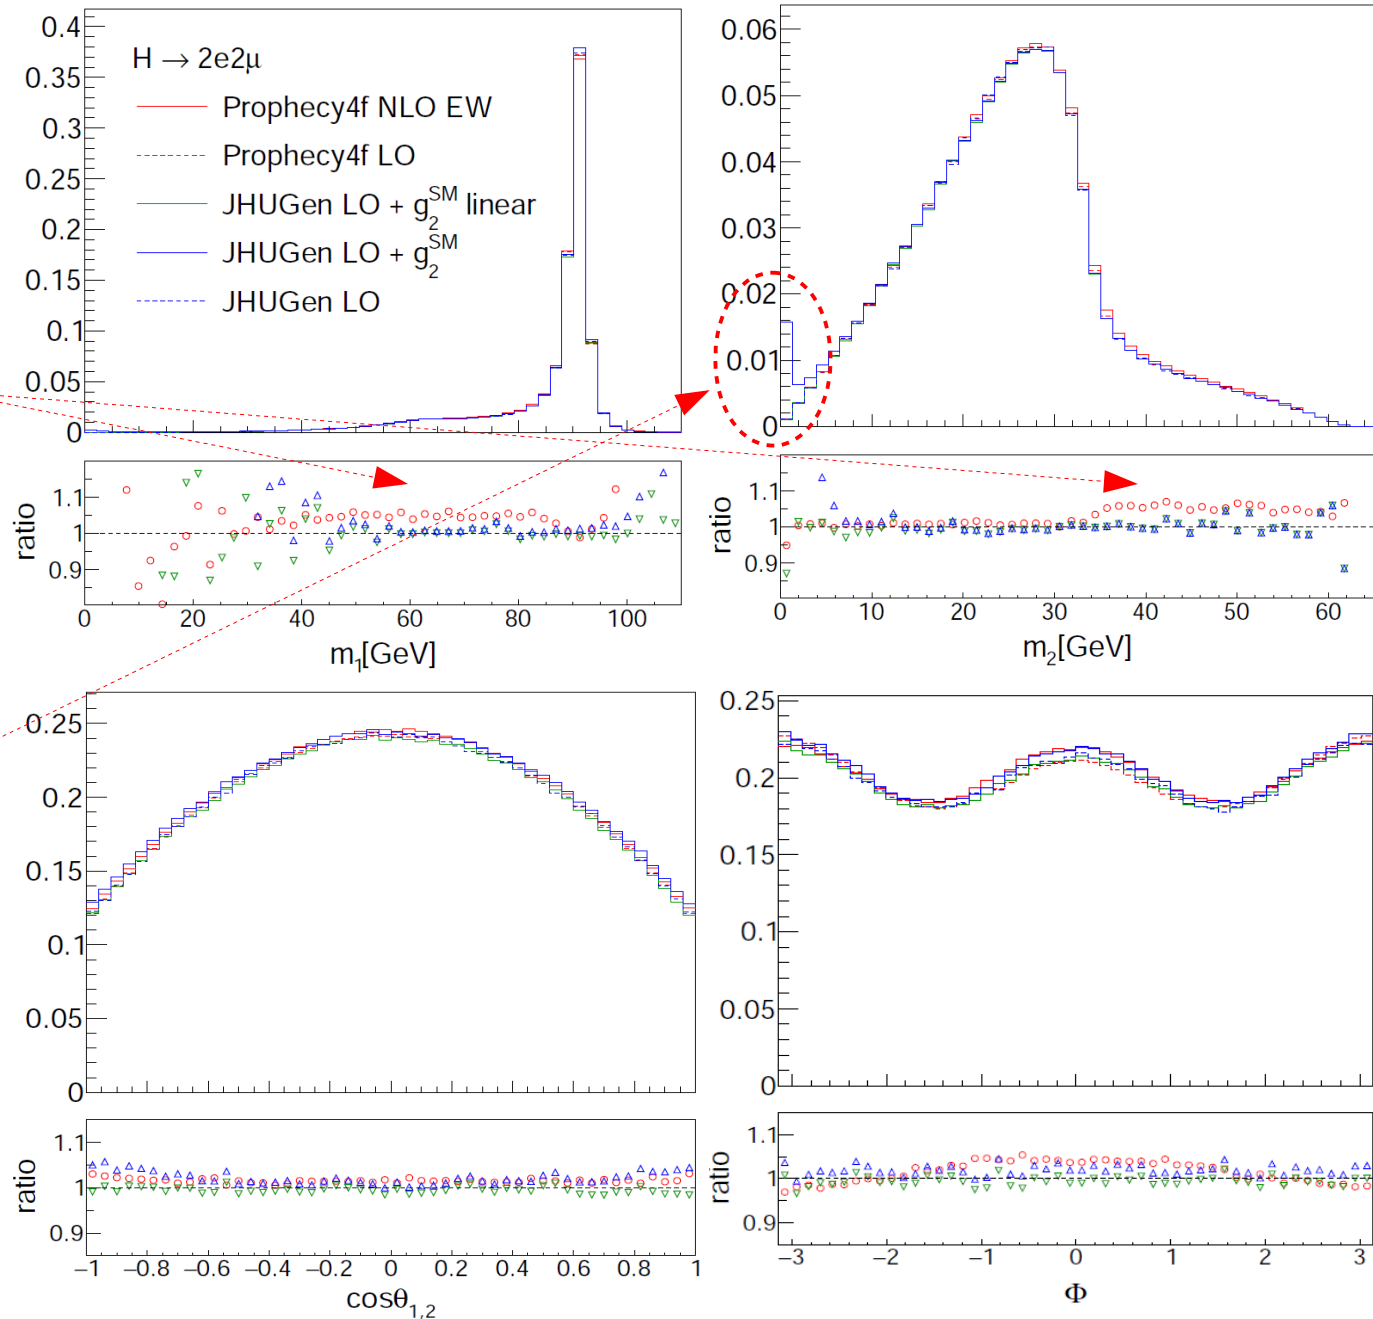 H → 2e2μ
Prophecy4f NLO EW
Prophecy4f LO
JHUGen LO + g₂^SM linear
JHUGen LO + g₂^SM
JHUGen LO
0.4
0.35
0.3
0.25
0.2
0.15
0.1
0.05
0
1.1
1
0.9
ratio
0 20 40 60 80 100
m₁[GeV]
0.06
0.05
0.04
0.03
0.02
0.01
0
1.1
1
0.9
ratio
0 10 20 30 40 50 60
m₂[GeV]
0.25
0.2
0.15
0.1
0.05
0
1.1
1
0.9
ratio
−1 −0.8 −0.6 −0.4 −0.2 0 0.2 0.4 0.6 0.8 1
cosθ₁,₂
0.25
0.2
0.15
0.1
0.05
0
1.1
1
0.9
ratio
−3 −2 −1 0 1 2 3
Φ